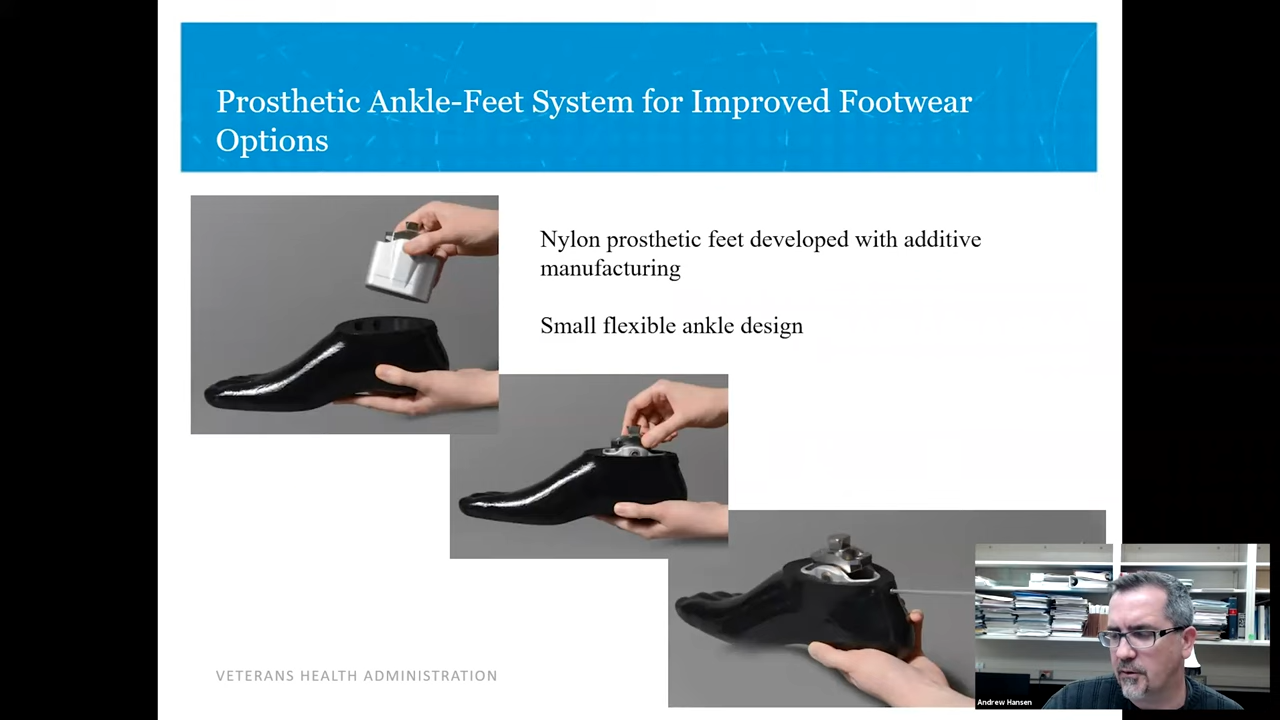 Prosthetic Ankle-Feet System for Improved Footwear
Options
Nylon prosthetic feet developed with additive
manufacturing
Small flexible ankle design
VETERANS HEALTH ADMINISTRATION
Andrew Hansen